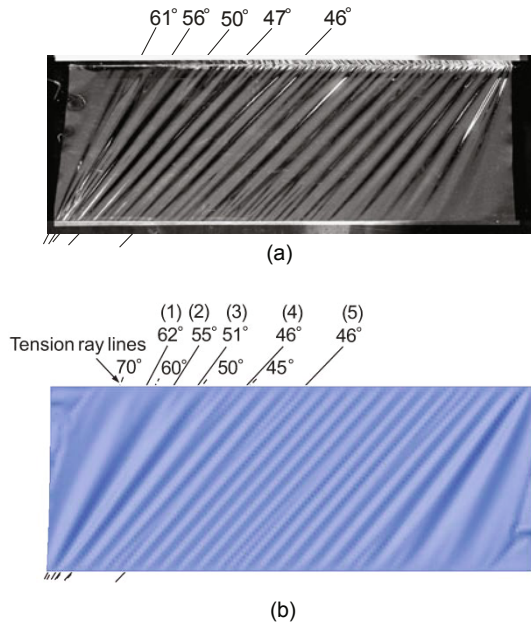 61° 56° 50° 47° 46°
(a)
(1) (2) (3) (4) (5)
62° 55° 51° 46° 46°
Tension ray lines
70° 60° 50° 45°
(b)